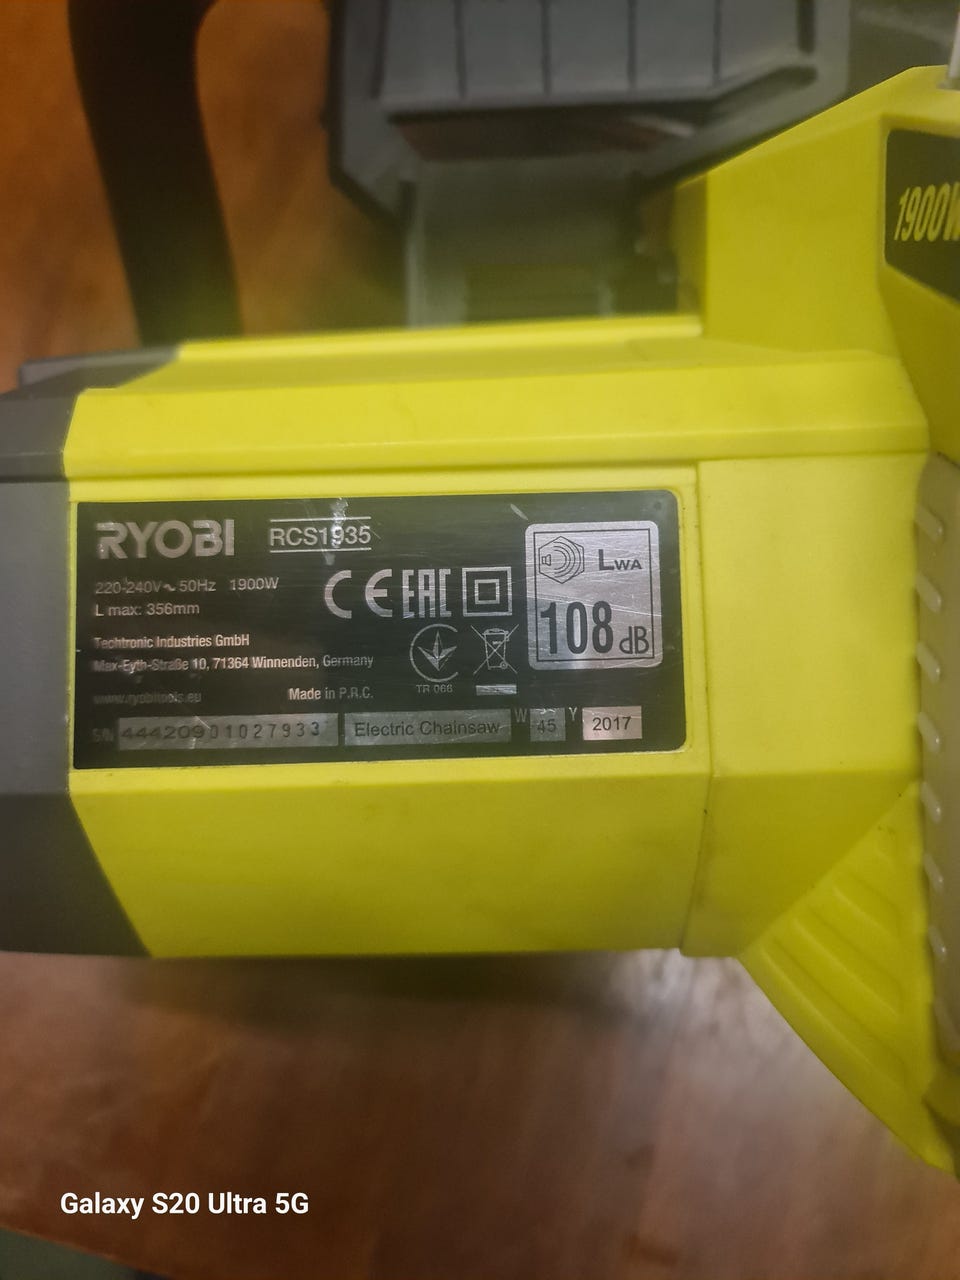 1900W
RYOBI RCS1935
220-240V~ 50Hz 1900W
L max: 356mm
CE EAC
LWA
108 dB
Techtronic Industries GmbH
Max-Eyth-Straße 10, 71364 Winnenden, Germany
TR 066
www.ryobitools.eu Made in P.R.C.
S/N 44420901027933 Electric Chainsaw W 45 Y 2017
Galaxy S20 Ultra 5G